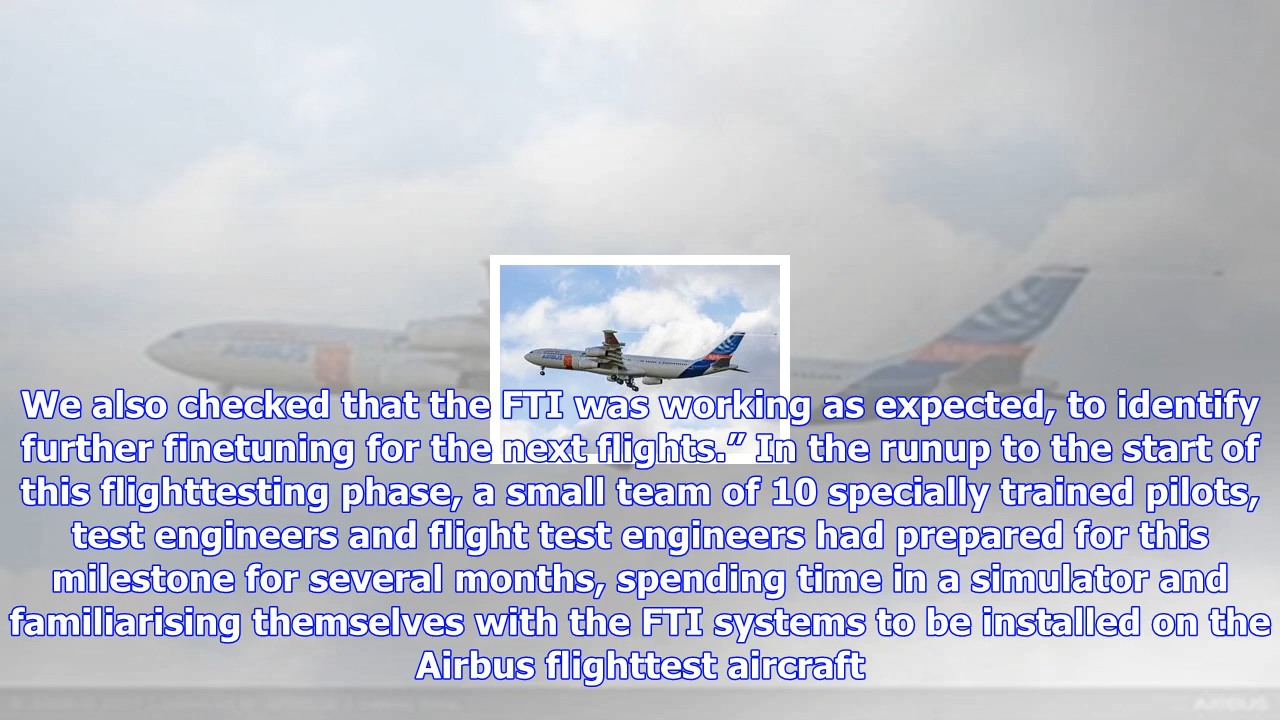 We also checked that the FTI was working as expected, to identify
further finetuning for the next flights.” In the runup to the start of
this flighttesting phase, a small team of 10 specially trained pilots,
test engineers and flight test engineers had prepared for this
milestone for several months, spending time in a simulator and
familiarising themselves with the FTI systems to be installed on the
Airbus flighttest aircraft
AIRBUS